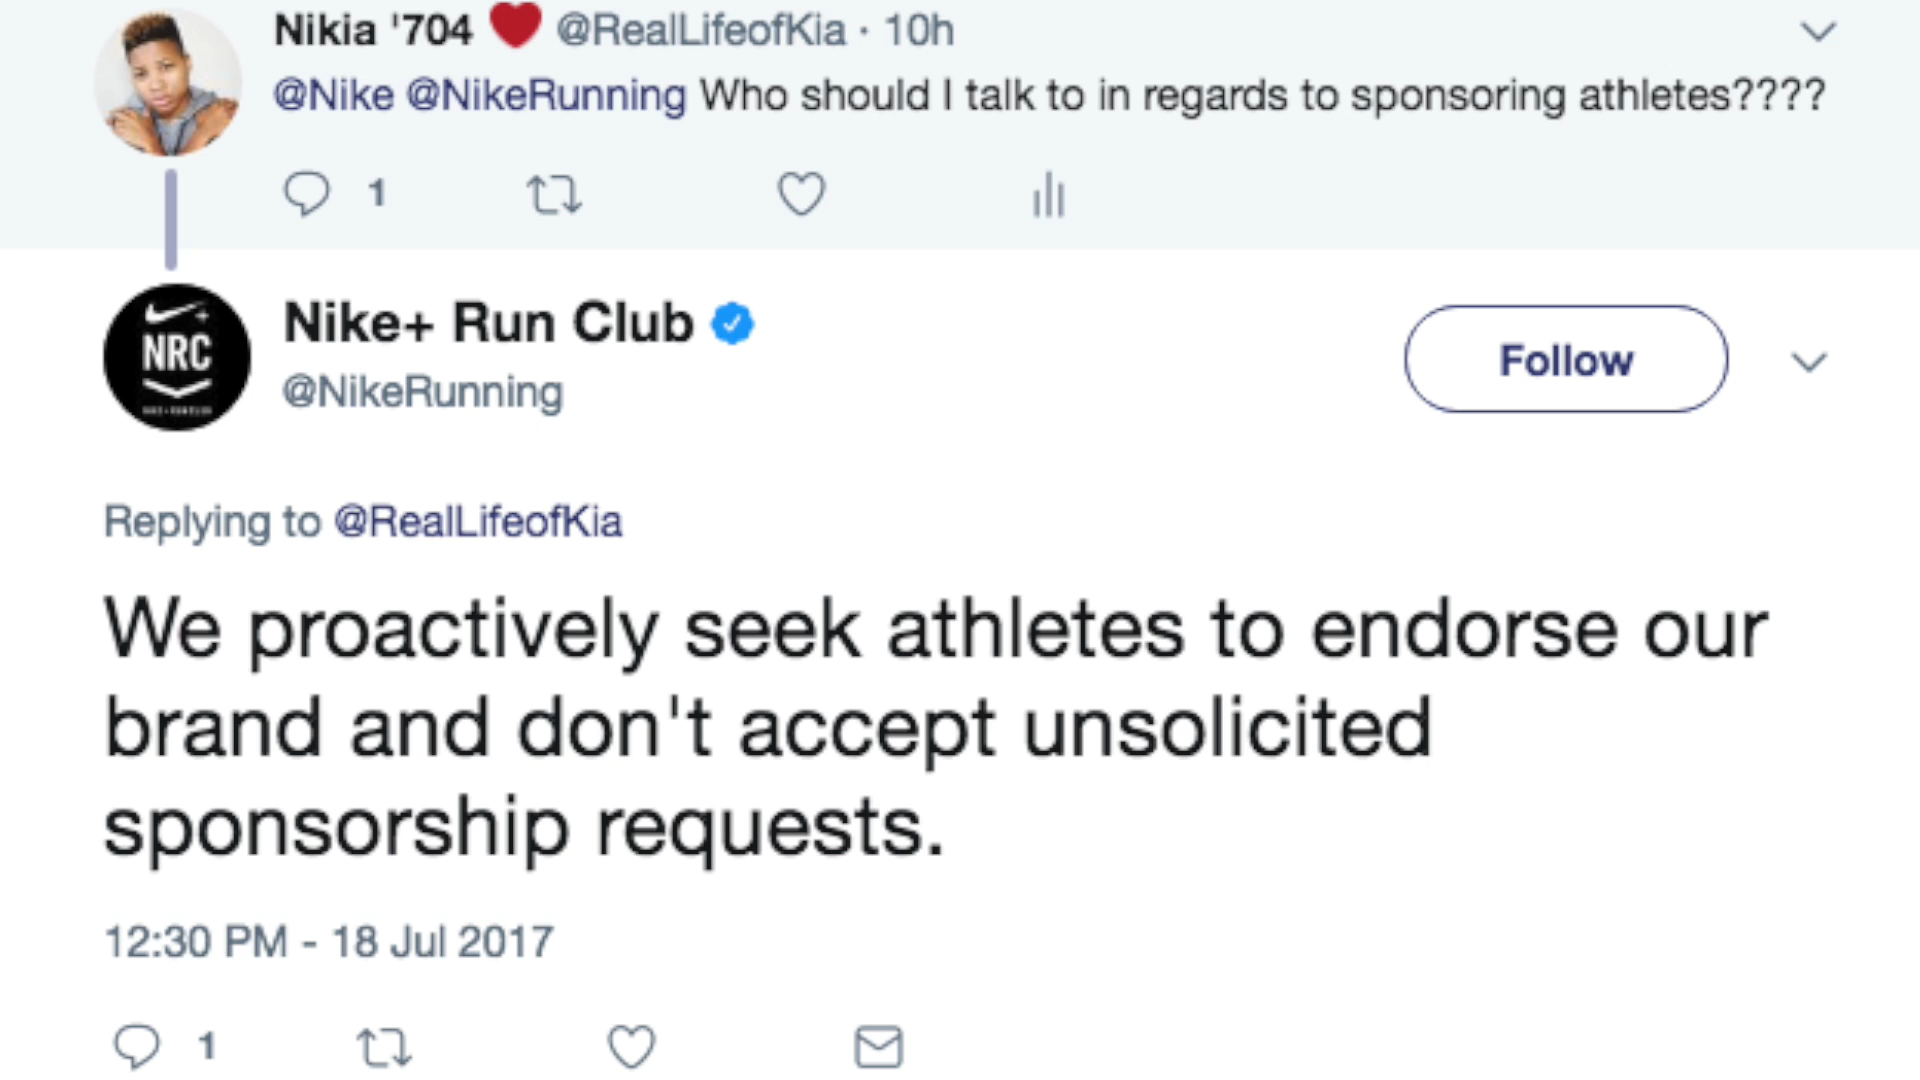 Nikia '704 ❤ @RealLifeofKia · 10h
@Nike @NikeRunning Who should I talk to in regards to sponsoring athletes????
1
NRC
Nike+ Run Club
@NikeRunning
Follow
Replying to @RealLifeofKia
We proactively seek athletes to endorse our
brand and don't accept unsolicited
sponsorship requests.
12:30 PM - 18 Jul 2017
1